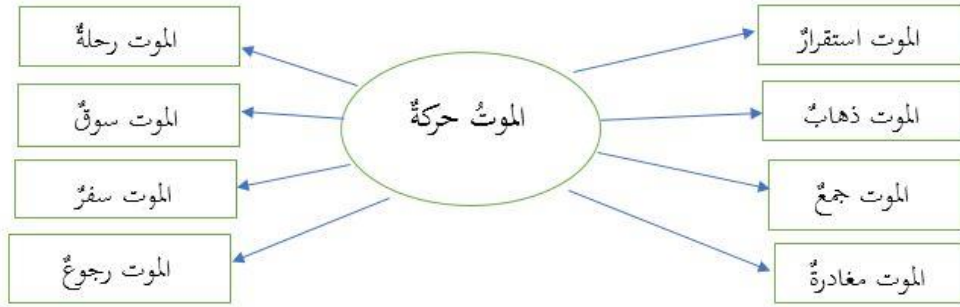 الموتُ حركةٌ
الموت استقرارٌ
الموت ذهابٌ
الموت جمعٌ
الموت مغادرةٌ
الموت رحلةٌ
الموت سوقٌ
الموت سفرٌ
الموت رجوعٌ